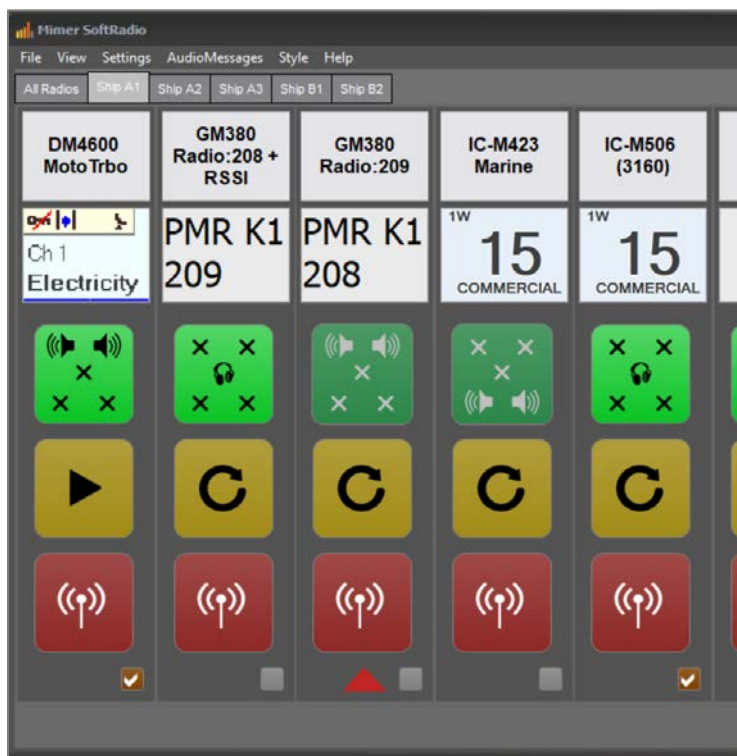 Mimer SoftRadio
File View Settings AudioMessages Style Help
All Radios Ship A1 Ship A2 Ship A3 Ship B1 Ship B2
DM4600
MotoTrbo
GM380
Radio:208 +
RSSI
GM380
Radio:209
IC-M423
Marine
IC-M506
(3160)
Ch 1
Electricity
PMR K1
209
PMR K1
208
1W
15
COMMERCIAL
1W
15
COMMERCIAL